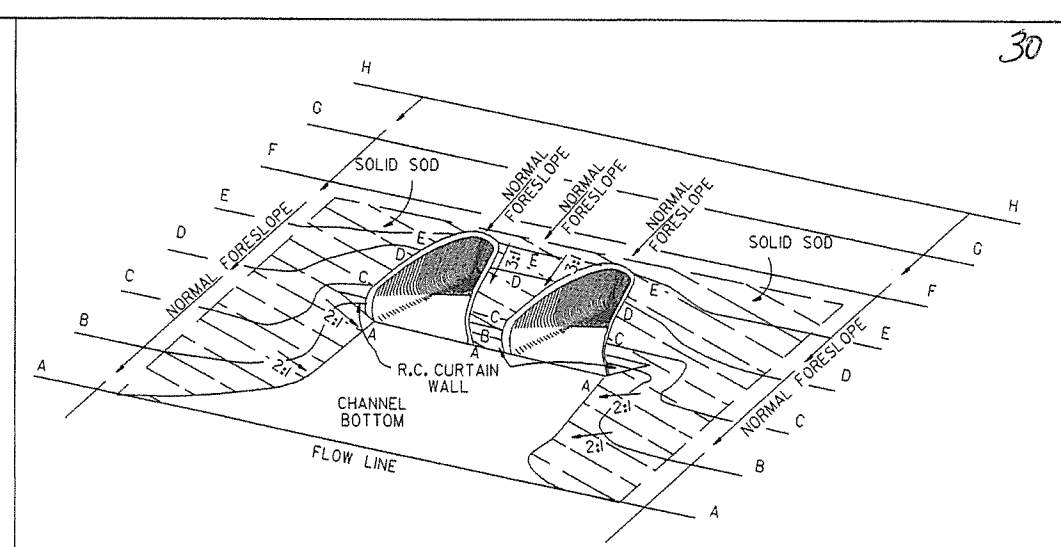 30
H
G
F
E
D
C
B
A
SOLID SOD
NORMAL
FORESLOPE
NORMAL
FORESLOPE
NORMAL
FORESLOPE
H
G
F
E
D
C
B
A
SOLID SOD
NORMAL FORESLOPE
NORMAL FORESLOPE
E
D
C
A
3:1
E
D
C
B
A
3:1
E
D
C
A
2:1
2:1
2:1
2:1
R.C. CURTAIN
WALL
CHANNEL
BOTTOM
FLOW LINE